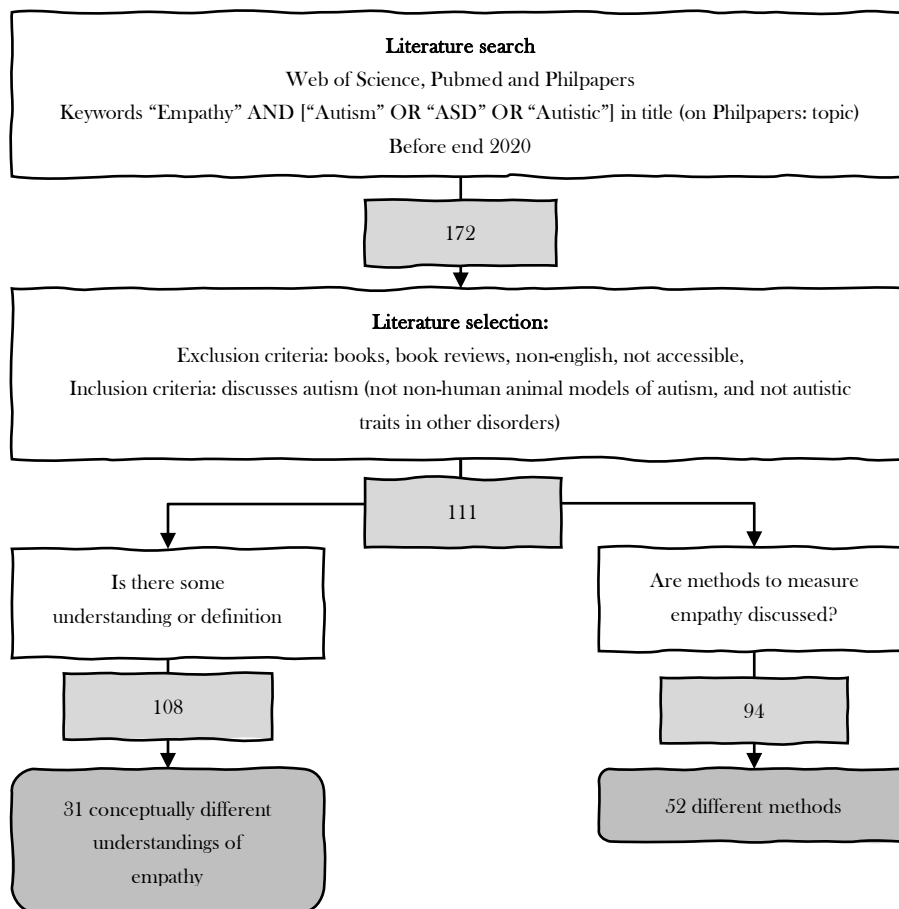 Literature search
Web of Science, Pubmed and Philpapers
Keywords “Empathy” AND [“Autism” OR “ASD” OR “Autistic”] in title (on Philpapers: topic)
Before end 2020
172
Literature selection:
Exclusion criteria: books, book reviews, non-english, not accessible,
Inclusion criteria: discusses autism (not non-human animal models of autism, and not autistic
traits in other disorders)
111
Is there some
understanding or definition
108
31 conceptually different
understandings of
empathy
Are methods to measure
empathy discussed?
94
52 different methods